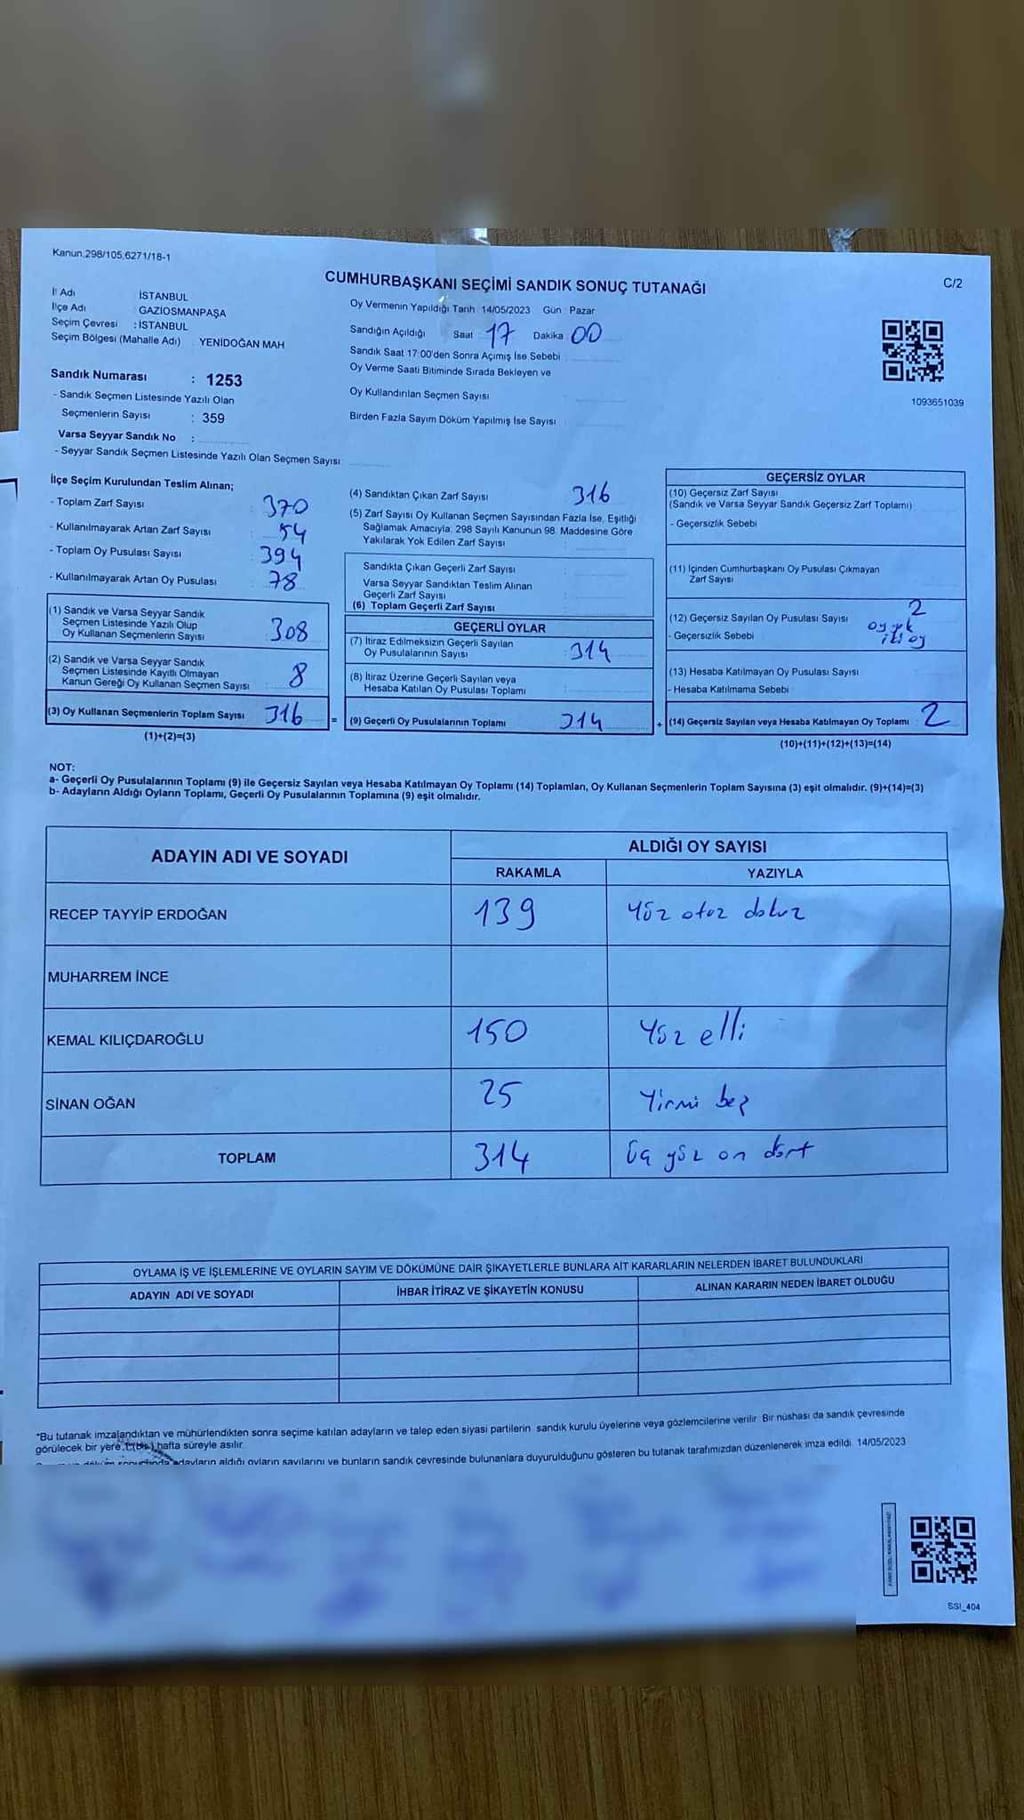 Kanun.298/105,6271/18-1
CUMHURBAŞKANI SEÇİMİ SANDIK SONUÇ TUTANAĞI
C/2
İl Adı İSTANBUL
İlçe Adı GAZİOSMANPAŞA
Seçim Çevresi : İSTANBUL
Seçim Bölgesi (Mahalle Adı) YENİDOĞAN MAH
Sandık Numarası : 1253
- Sandık Seçmen Listesinde Yazılı Olan
Seçmenlerin Sayısı : 359
Varsa Seyyar Sandık No :
- Seyyar Sandık Seçmen Listesinde Yazılı Olan Seçmen Sayısı
Oy Vermenin Yapıldığı Tarih 14/05/2023 Gün Pazar
Sandığın Açıldığı Saat 17 Dakika 00
Sandık Saat 17:00'den Sonra Açımış İse Sebebi
Oy Verme Saati Bitiminde Sırada Bekleyen ve
Oy Kullandırılan Seçmen Sayısı
Birden Fazla Sayım Döküm Yapılmış İse Sayısı
1093651039
İlçe Seçim Kurulundan Teslim Alınan;
- Toplam Zarf Sayısı 370
- Kullanılmayarak Artan Zarf Sayısı 54
- Toplam Oy Pusulası Sayısı 394
- Kullanılmayarak Artan Oy Pusulası 78
(1) Sandık ve Varsa Seyyar Sandık
Seçmen Listesinde Yazılı Olup
Oy Kullanan Seçmenlerin Sayısı 308
(2) Sandık ve Varsa Seyyar Sandık
Seçmen Listesinde Kayıtlı Olmayan
Kanun Gereği Oy Kullanan Seçmen Sayısı 8
(3) Oy Kullanan Seçmenlerin Toplam Sayısı 316
(1)+(2)=(3)
(4) Sandıktan Çıkan Zarf Sayısı 316
(5) Zarf Sayısı Oy Kullanan Seçmen Sayısından Fazla İse, Eşitliği
Sağlamak Amacıyla, 298 Sayılı Kanunun 98. Maddesine Göre
Yakılarak Yok Edilen Zarf Sayısı
Sandıkta Çıkan Geçerli Zarf Sayısı
Varsa Seyyar Sandıktan Teslim Alınan
Geçerli Zarf Sayısı
(6) Toplam Geçerli Zarf Sayısı
GEÇERLİ OYLAR
(7) İtiraz Edilmeksizin Geçerli Sayılan
Oy Pusulalarının Sayısı : 314
(8) İtiraz Üzerine Geçerli Sayılan veya
Hesaba Katılan Oy Pusulası Toplamı
= (9) Geçerli Oy Pusulalarının Toplamı 314
GEÇERSİZ OYLAR
(10) Geçersiz Zarf Sayısı
(Sandık ve Varsa Seyyar Sandık Geçersiz Zarf Toplamı)
- Geçersizlik Sebebi
(11) İçinden Cumhurbaşkanı Oy Pusulası Çıkmayan
Zarf Sayısı
(12) Geçersiz Sayılan Oy Pusulası Sayısı 2
- Geçersizlik Sebebi
(13) Hesaba Katılmayan Oy Pusulası Sayısı
- Hesaba Katılmama Sebebi
+ (14) Geçersiz Sayılan veya Hesaba Katılmayan Oy Toplamı 2
(10)+(11)+(12)+(13)=(14)
NOT:
a- Geçerli Oy Pusulalarının Toplamı (9) ile Geçersiz Sayılan veya Hesaba Katılmayan Oy Toplamı (14) Toplamları, Oy Kullanan Seçmenlerin Toplam Sayısına (3) eşit olmalıdır. (9)+(14)=(3)
b- Adayların Aldığı Oyların Toplamı, Geçerli Oy Pusulalarının Toplamına (9) eşit olmalıdır.
ADAYIN ADI VE SOYADI
ALDIĞI OY SAYISI
RAKAMLA YAZIYLA
RECEP TAYYİP ERDOĞAN 139 Yüz otuz dokuz
MUHARREM İNCE
KEMAL KILIÇDAROĞLU 150 Yüz elli
SİNAN OĞAN 25 Yirmi beş
TOPLAM 314 Üç yüz on dört
OYLAMA İŞ VE İŞLEMLERİNE VE OYLARIN SAYIM VE DÖKÜMÜNE DAİR ŞİKAYETLERLE BUNLARA AİT KARARLARIN NELERDEN İBARET BULUNDUKLARI
ADAYIN ADI VE SOYADI İHBAR İTİRAZ VE ŞİKAYETİN KONUSU ALINAN KARARIN NEDEN İBARET OLDUĞU
*Bu tutanak imzalandıktan ve mühürlendikten sonra seçime katılan adayların ve talep eden siyasi partilerin sandık kurulu üyelerine veya gözlemcilerine verilir. Bir nüshası da sandık çevresinde
görülecek bir yere hafta süreyle asılır.
adayların aldığı oyların sayılarını ve bunların sandık çevresinde bulunanlara duyurulduğunu gösteren bu tutanak tarafımızdan düzenlenerek imza edildi. 14/05/2023
SSI_404